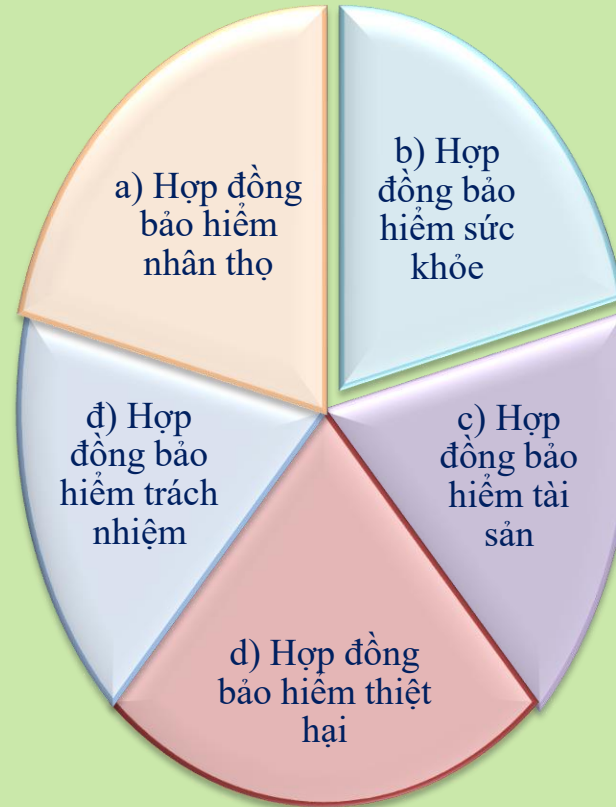 a) Hợp đồng
bảo hiểm
nhân thọ
b) Hợp
đồng bảo
hiểm sức
khỏe
c) Hợp
đồng bảo
hiểm tài
sản
d) Hợp đồng
bảo hiểm thiệt
hại
đ) Hợp
đồng bảo
hiểm trách
nhiệm